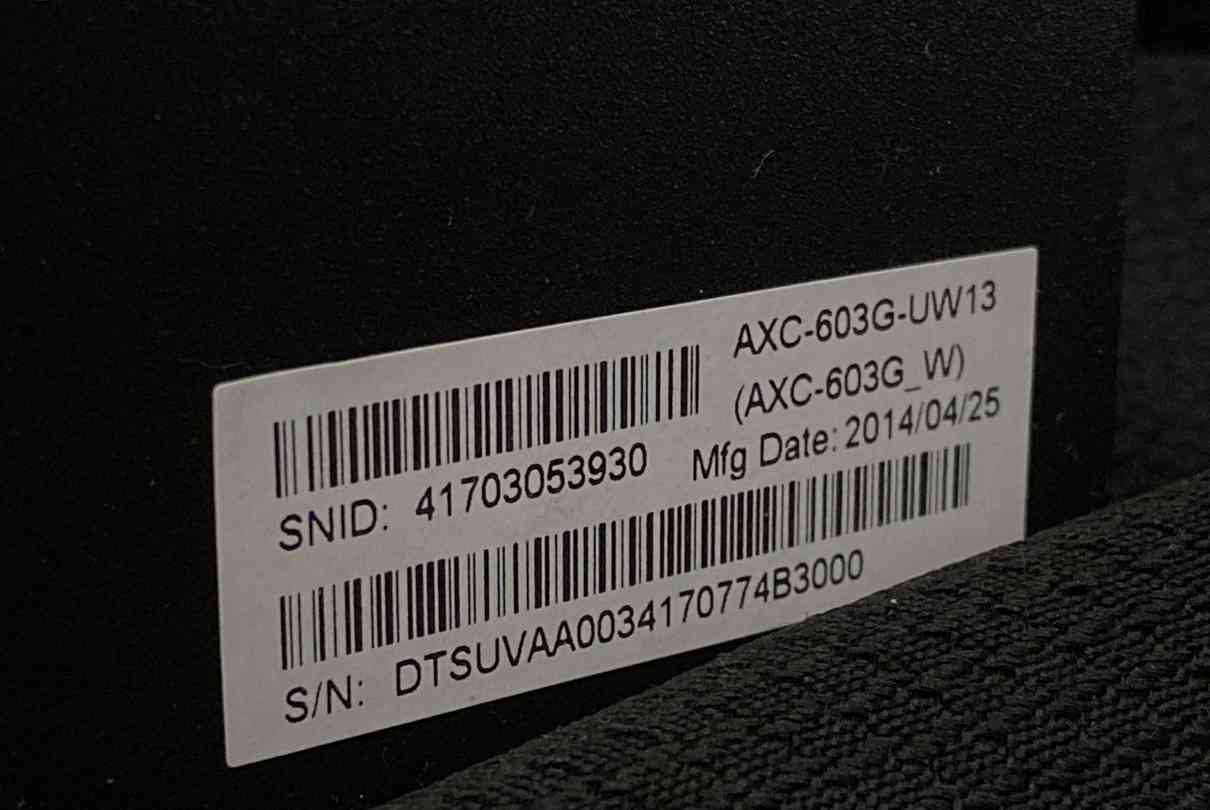 AXC-603G-UW13
(AXC-603G_W)
SNID: 41703053930
Mfg Date: 2014/04/25
S/N: DTSUVAA0034170774B3000